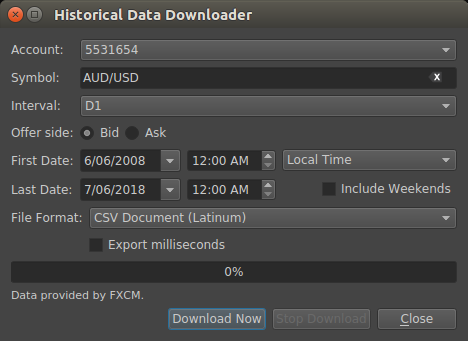 Historical Data Downloader
Account: 5531654
Symbol: AUD/USD
Interval: D1
Offer side: Bid Ask
First Date: 6/06/2008 12:00 AM Local Time
Last Date: 7/06/2018 12:00 AM Include Weekends
File Format: CSV Document (Latinum)
Export milliseconds
0%
Data provided by FXCM.
Download Now Stop Download Close